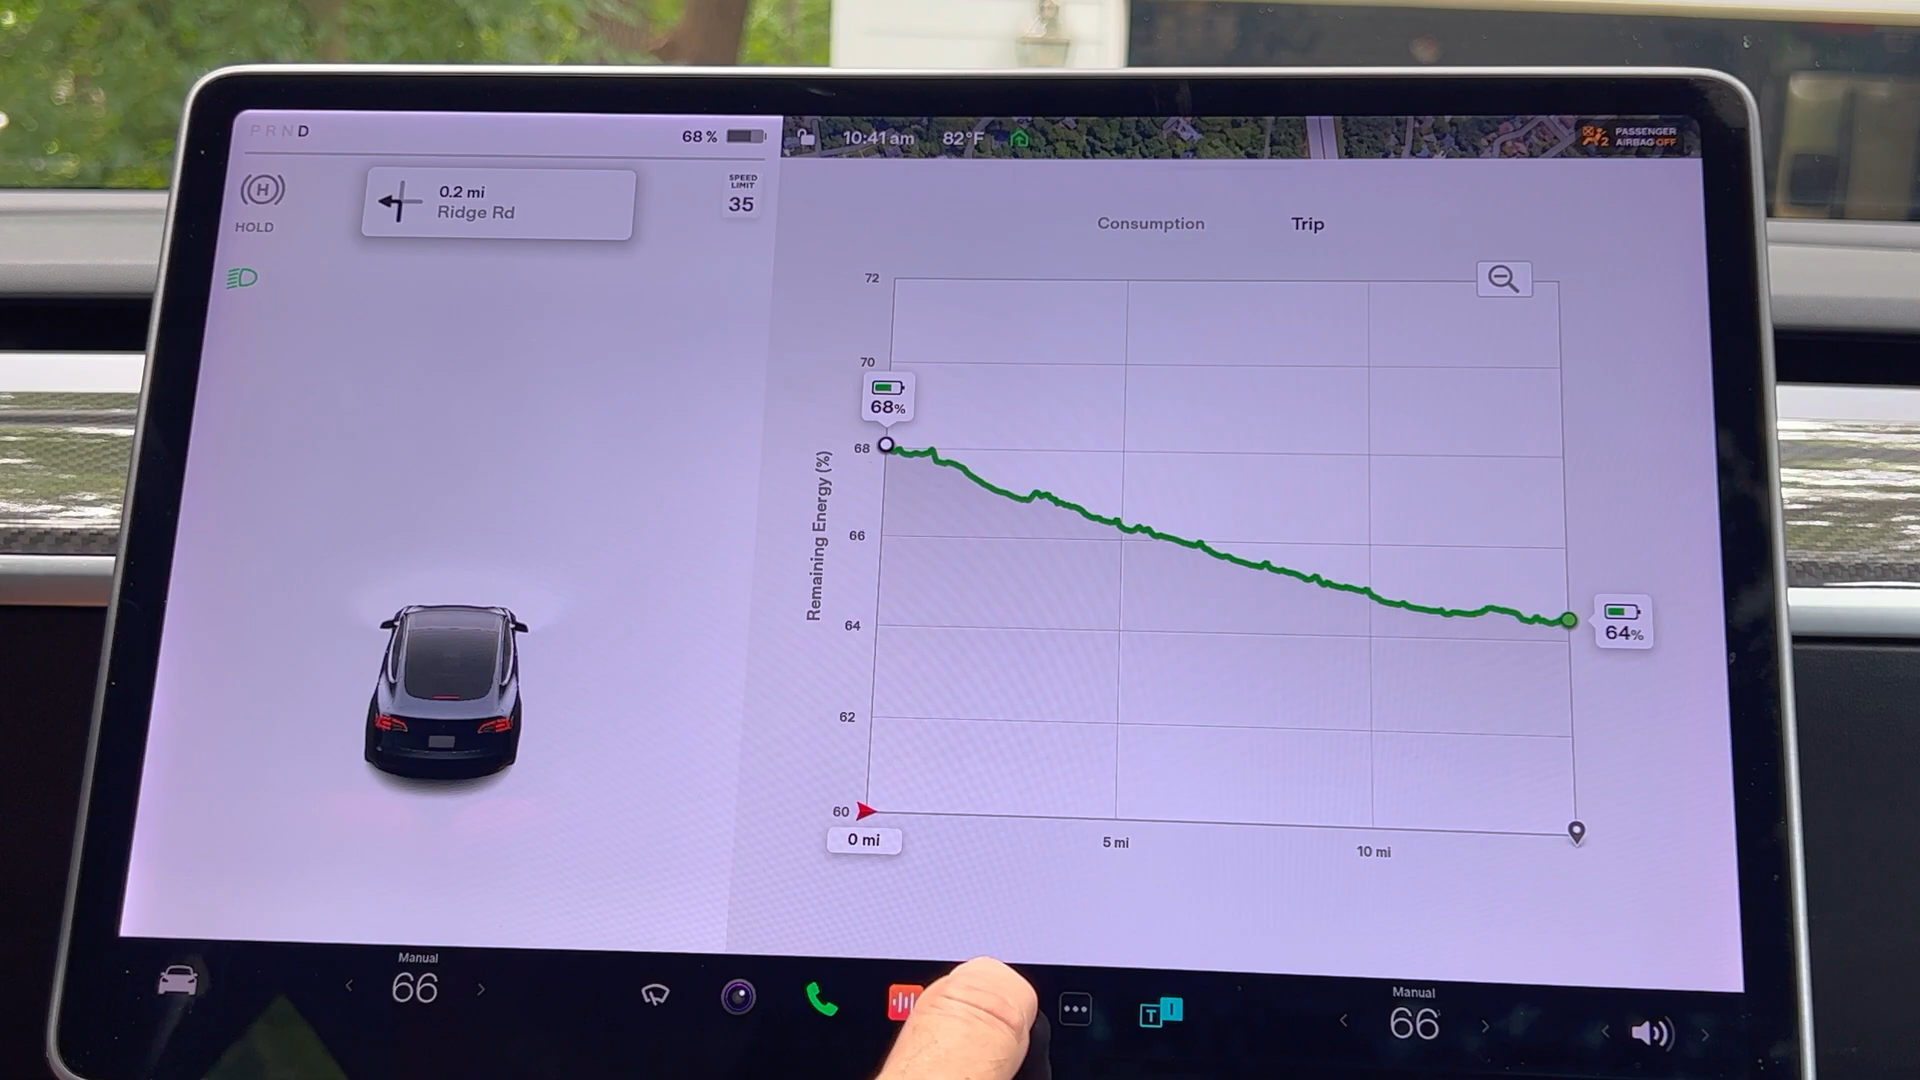 PRND
68 %
10:41 am
82°F
2
PASSENGER
AIRBAG OFF
H
HOLD
0.2 mi
Ridge Rd
SPEED
LIMIT
35
Consumption
Trip
72
70
68%
68
66
64
64%
62
60
Remaining Energy (%)
0 mi
5 mi
10 mi
Manual
66
T
I
Manual
66